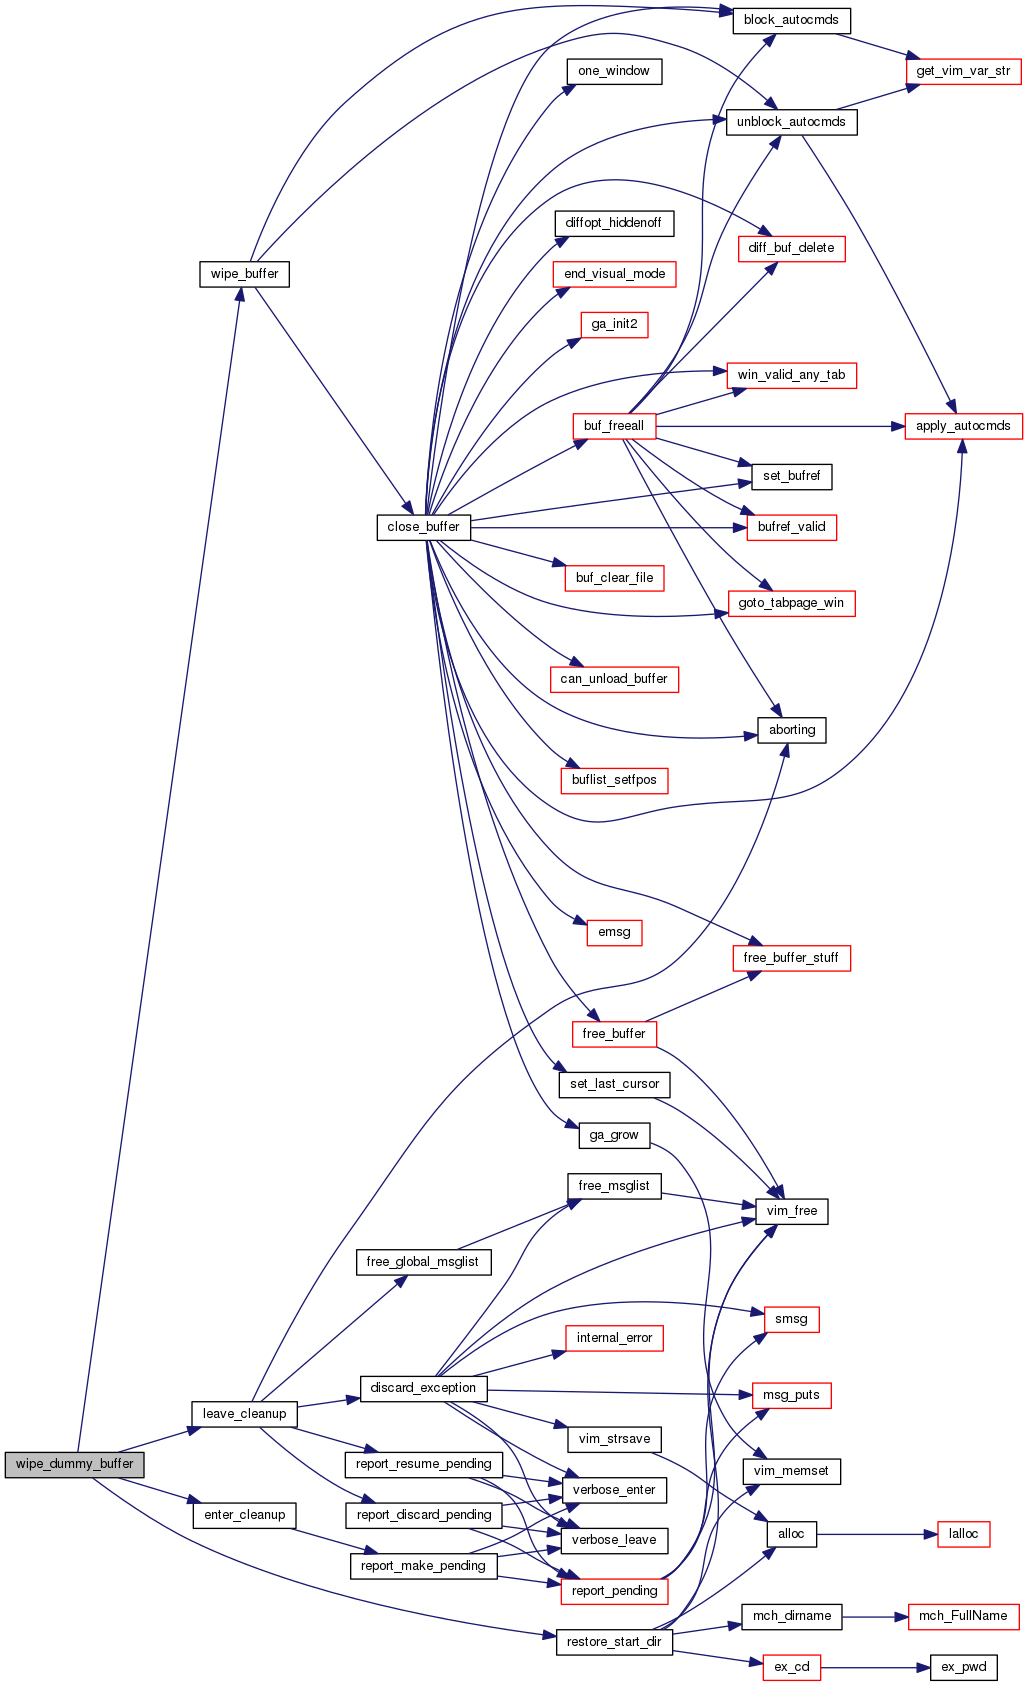 block_autocmds
one_window
get_vim_var_str
unblock_autocmds
diffopt_hiddenoff
diff_buf_delete
wipe_buffer
end_visual_mode
ga_init2
win_valid_any_tab
buf_freeall
apply_autocmds
set_bufref
close_buffer
bufref_valid
buf_clear_file
goto_tabpage_win
can_unload_buffer
aborting
buflist_setfpos
emsg
free_buffer_stuff
free_buffer
set_last_cursor
ga_grow
free_msglist
vim_free
free_global_msglist
smsg
internal_error
discard_exception
msg_puts
leave_cleanup
vim_strsave
wipe_dummy_buffer
report_resume_pending
vim_memset
verbose_enter
enter_cleanup
report_discard_pending
alloc
lalloc
verbose_leave
report_make_pending
report_pending
mch_dirname
mch_FullName
restore_start_dir
ex_cd
ex_pwd